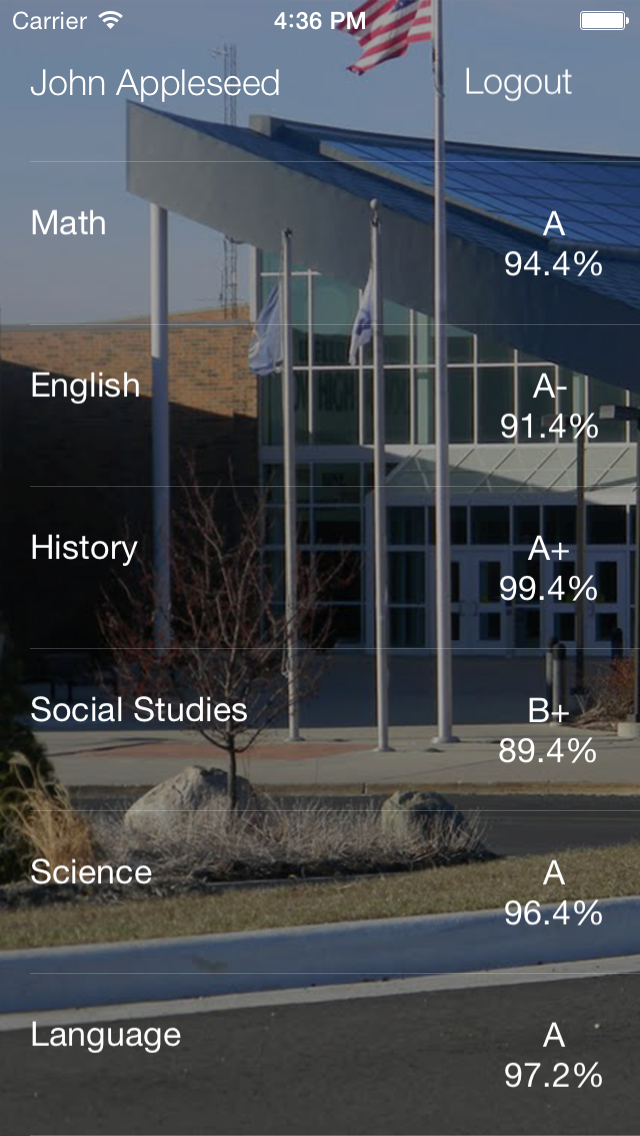 Carrier 4:36 PM
John Appleseed Logout
Math A
94.4%
English A-
91.4%
History A+
99.4%
Social Studies B+
89.4%
Science A
96.4%
Language A
97.2%